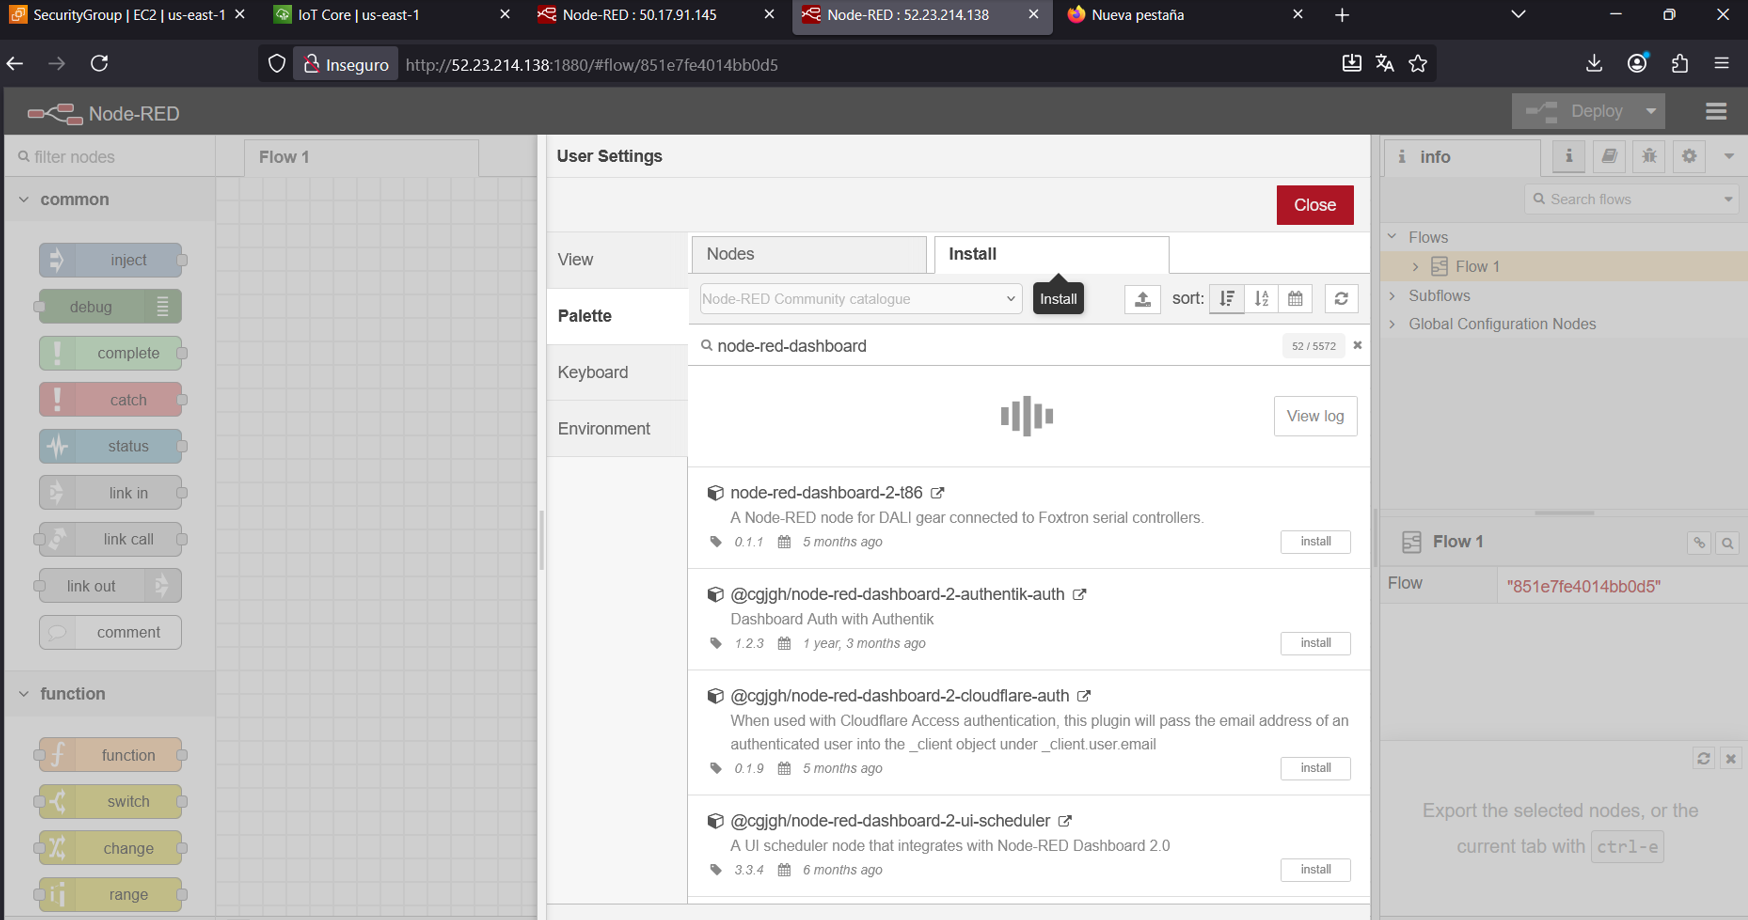 SecurityGroup | EC2 | us-east-1
IoT Core | us-east-1
Node-RED : 50.17.91.145
Node-RED : 52.23.214.138
Nueva pestaña
Inseguro
http://52.23.214.138:1880/#flow/851e7fe4014bb0d5
Node-RED
Deploy
filter nodes
Flow 1
User Settings
info
Close
Search flows
common
View
Nodes
Install
Flows
Flow 1
inject
Node-RED Community catalogue
Install
sort:
Subflows
debug
Palette
Global Configuration Nodes
complete
node-red-dashboard
52 / 5572
Keyboard
catch
View log
Environment
status
link in
node-red-dashboard-2-t86
A Node-RED node for DALI gear connected to Foxtron serial controllers.
0.1.1
5 months ago
install
link call
Flow 1
link out
Flow
"851e7fe4014bb0d5"
@cgjgh/node-red-dashboard-2-authentik-auth
Dashboard Auth with Authentik
comment
1.2.3
1 year, 3 months ago
install
function
@cgjgh/node-red-dashboard-2-cloudflare-auth
When used with Cloudflare Access authentication, this plugin will pass the email address of an
authenticated user into the _client object under _client.user.email
function
0.1.9
5 months ago
install
switch
@cgjgh/node-red-dashboard-2-ui-scheduler
Export the selected nodes, or the
change
A UI scheduler node that integrates with Node-RED Dashboard 2.0
current tab with ctrl-e
3.3.4
6 months ago
install
range